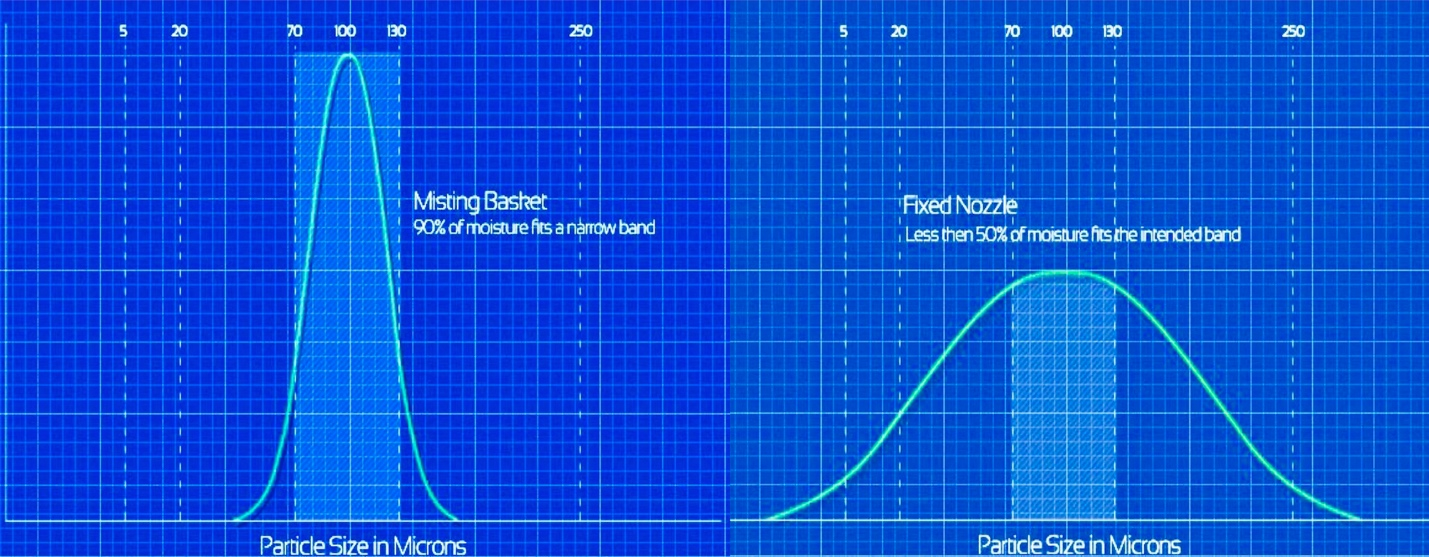 5 20 70 100 130 250
Misting Basket
90% of moisture fits a narrow band
Particle Size in Microns
5 20 70 100 130 250
Fixed Nozzle
Less then 50% of moisture fits the intended band
Particle Size in Microns